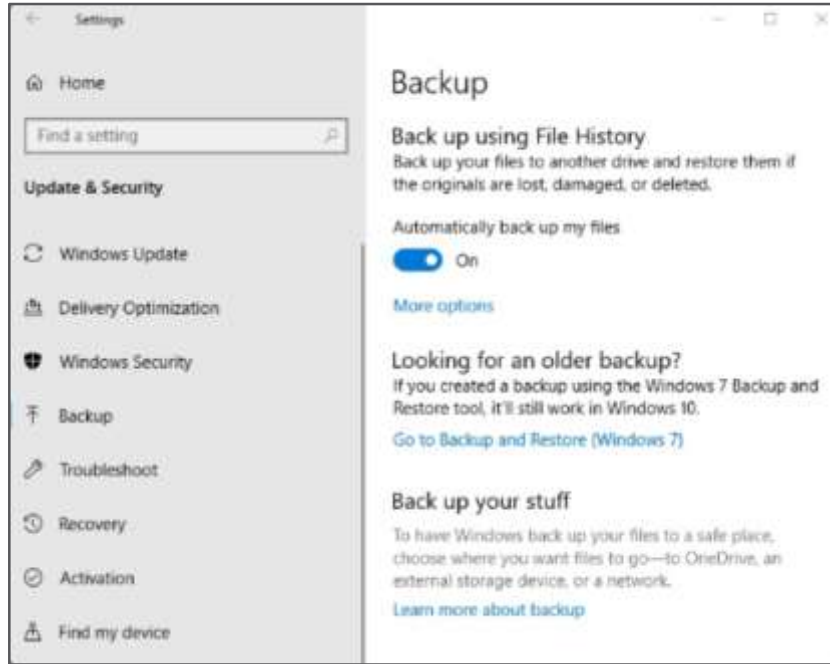 Settings
Home
Find a setting
Update & Security
Windows Update
Delivery Optimization
Windows Security
Backup
Troubleshoot
Recovery
Activation
Find my device
Backup
Back up using File History
Back up your files to another drive and restore them if
the originals are lost, damaged, or deleted.
Automatically back up my files
On
More options
Looking for an older backup?
If you created a backup using the Windows 7 Backup and
Restore tool, it'll still work in Windows 10.
Go to Backup and Restore (Windows 7)
Back up your stuff
To have Windows back up your files to a safe place,
choose where you want files to go—to OneDrive, an
external storage device, or a network.
Learn more about backup